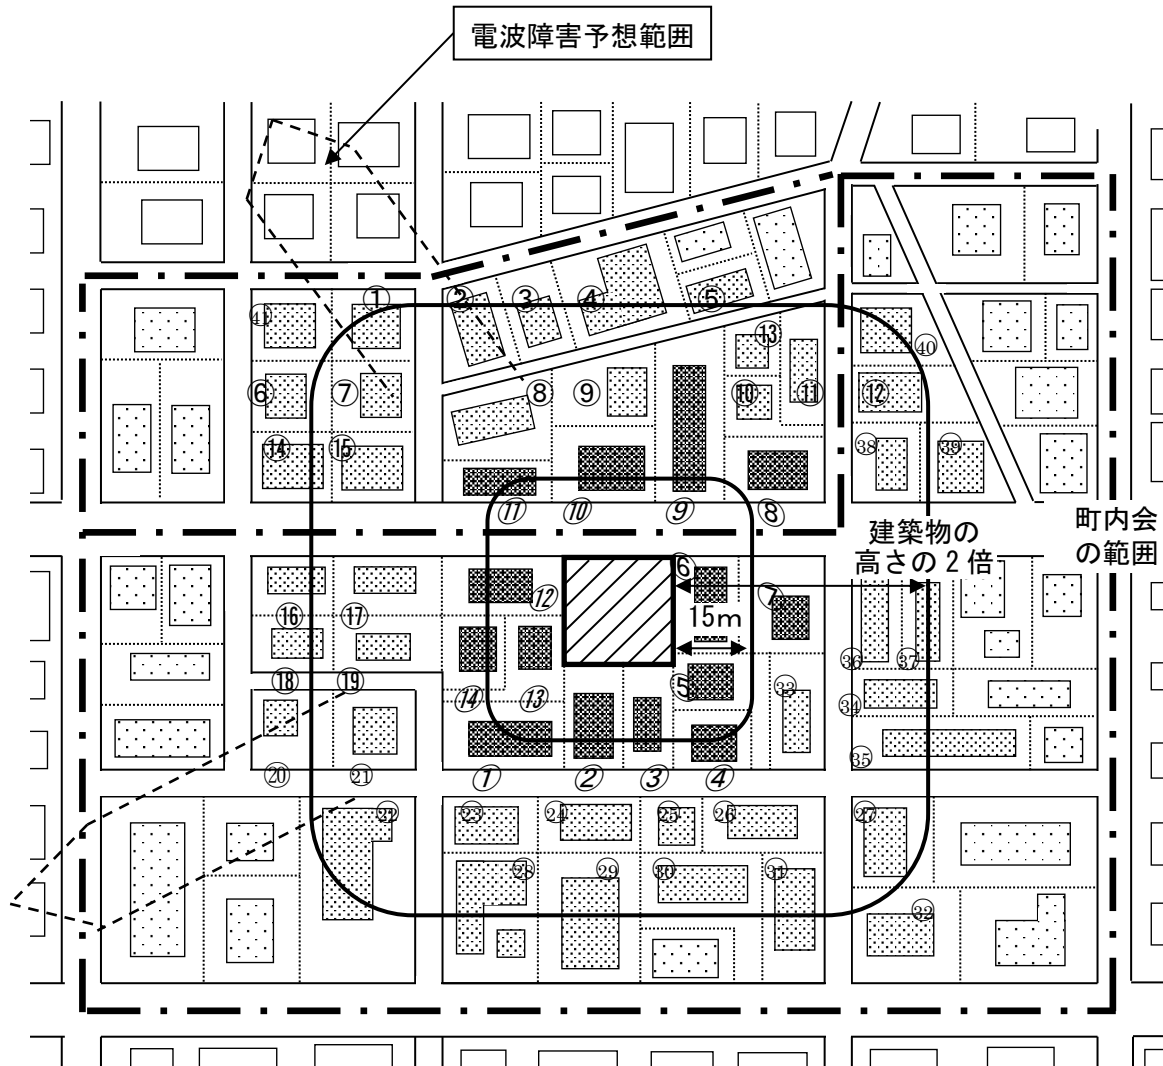 電波障害予想範囲
① ② ③ ④ ⑤
㊶ ⑬ ㊵
⑥ ⑦ ⑧ ⑨ ⑩ ⑪ ⑫
⑭ ⑮ ㊳ ㊴
⑪ ⑩ ⑨ ⑧
建築物の
高さの2倍
町内会
の範囲
⑥ ⑦
⑫
15m
⑯ ⑰
㊱ ㊲
⑱ ⑲ ⑤ ㉝
⑭ ⑬ ㉞
㉟
⑳ ㉑ ① ② ③ ④
㉒ ㉓ ㉔ ㉕ ㉖ ㉗
㉘ ㉙ ㉚ ㉛
㉜